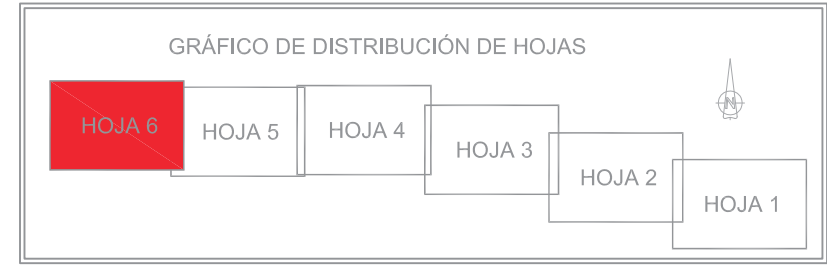 GRÁFICO DE DISTRIBUCIÓN DE HOJAS
N
HOJA 6
HOJA 5
HOJA 4
HOJA 3
HOJA 2
HOJA 1